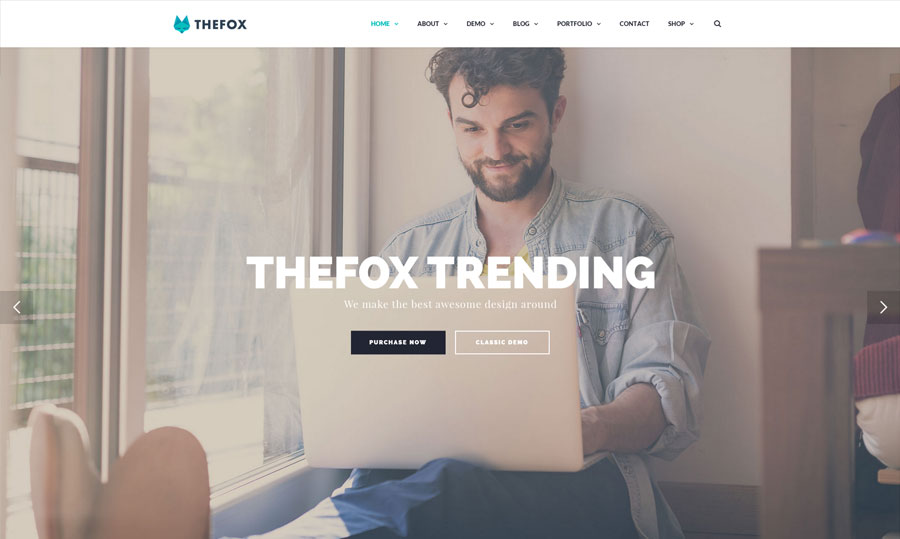 THEFOX
HOME ABOUT DEMO BLOG PORTFOLIO CONTACT SHOP
THEFOX TRENDING
We make the best awesome design around
PURCHASE NOW CLASSIC DEMO